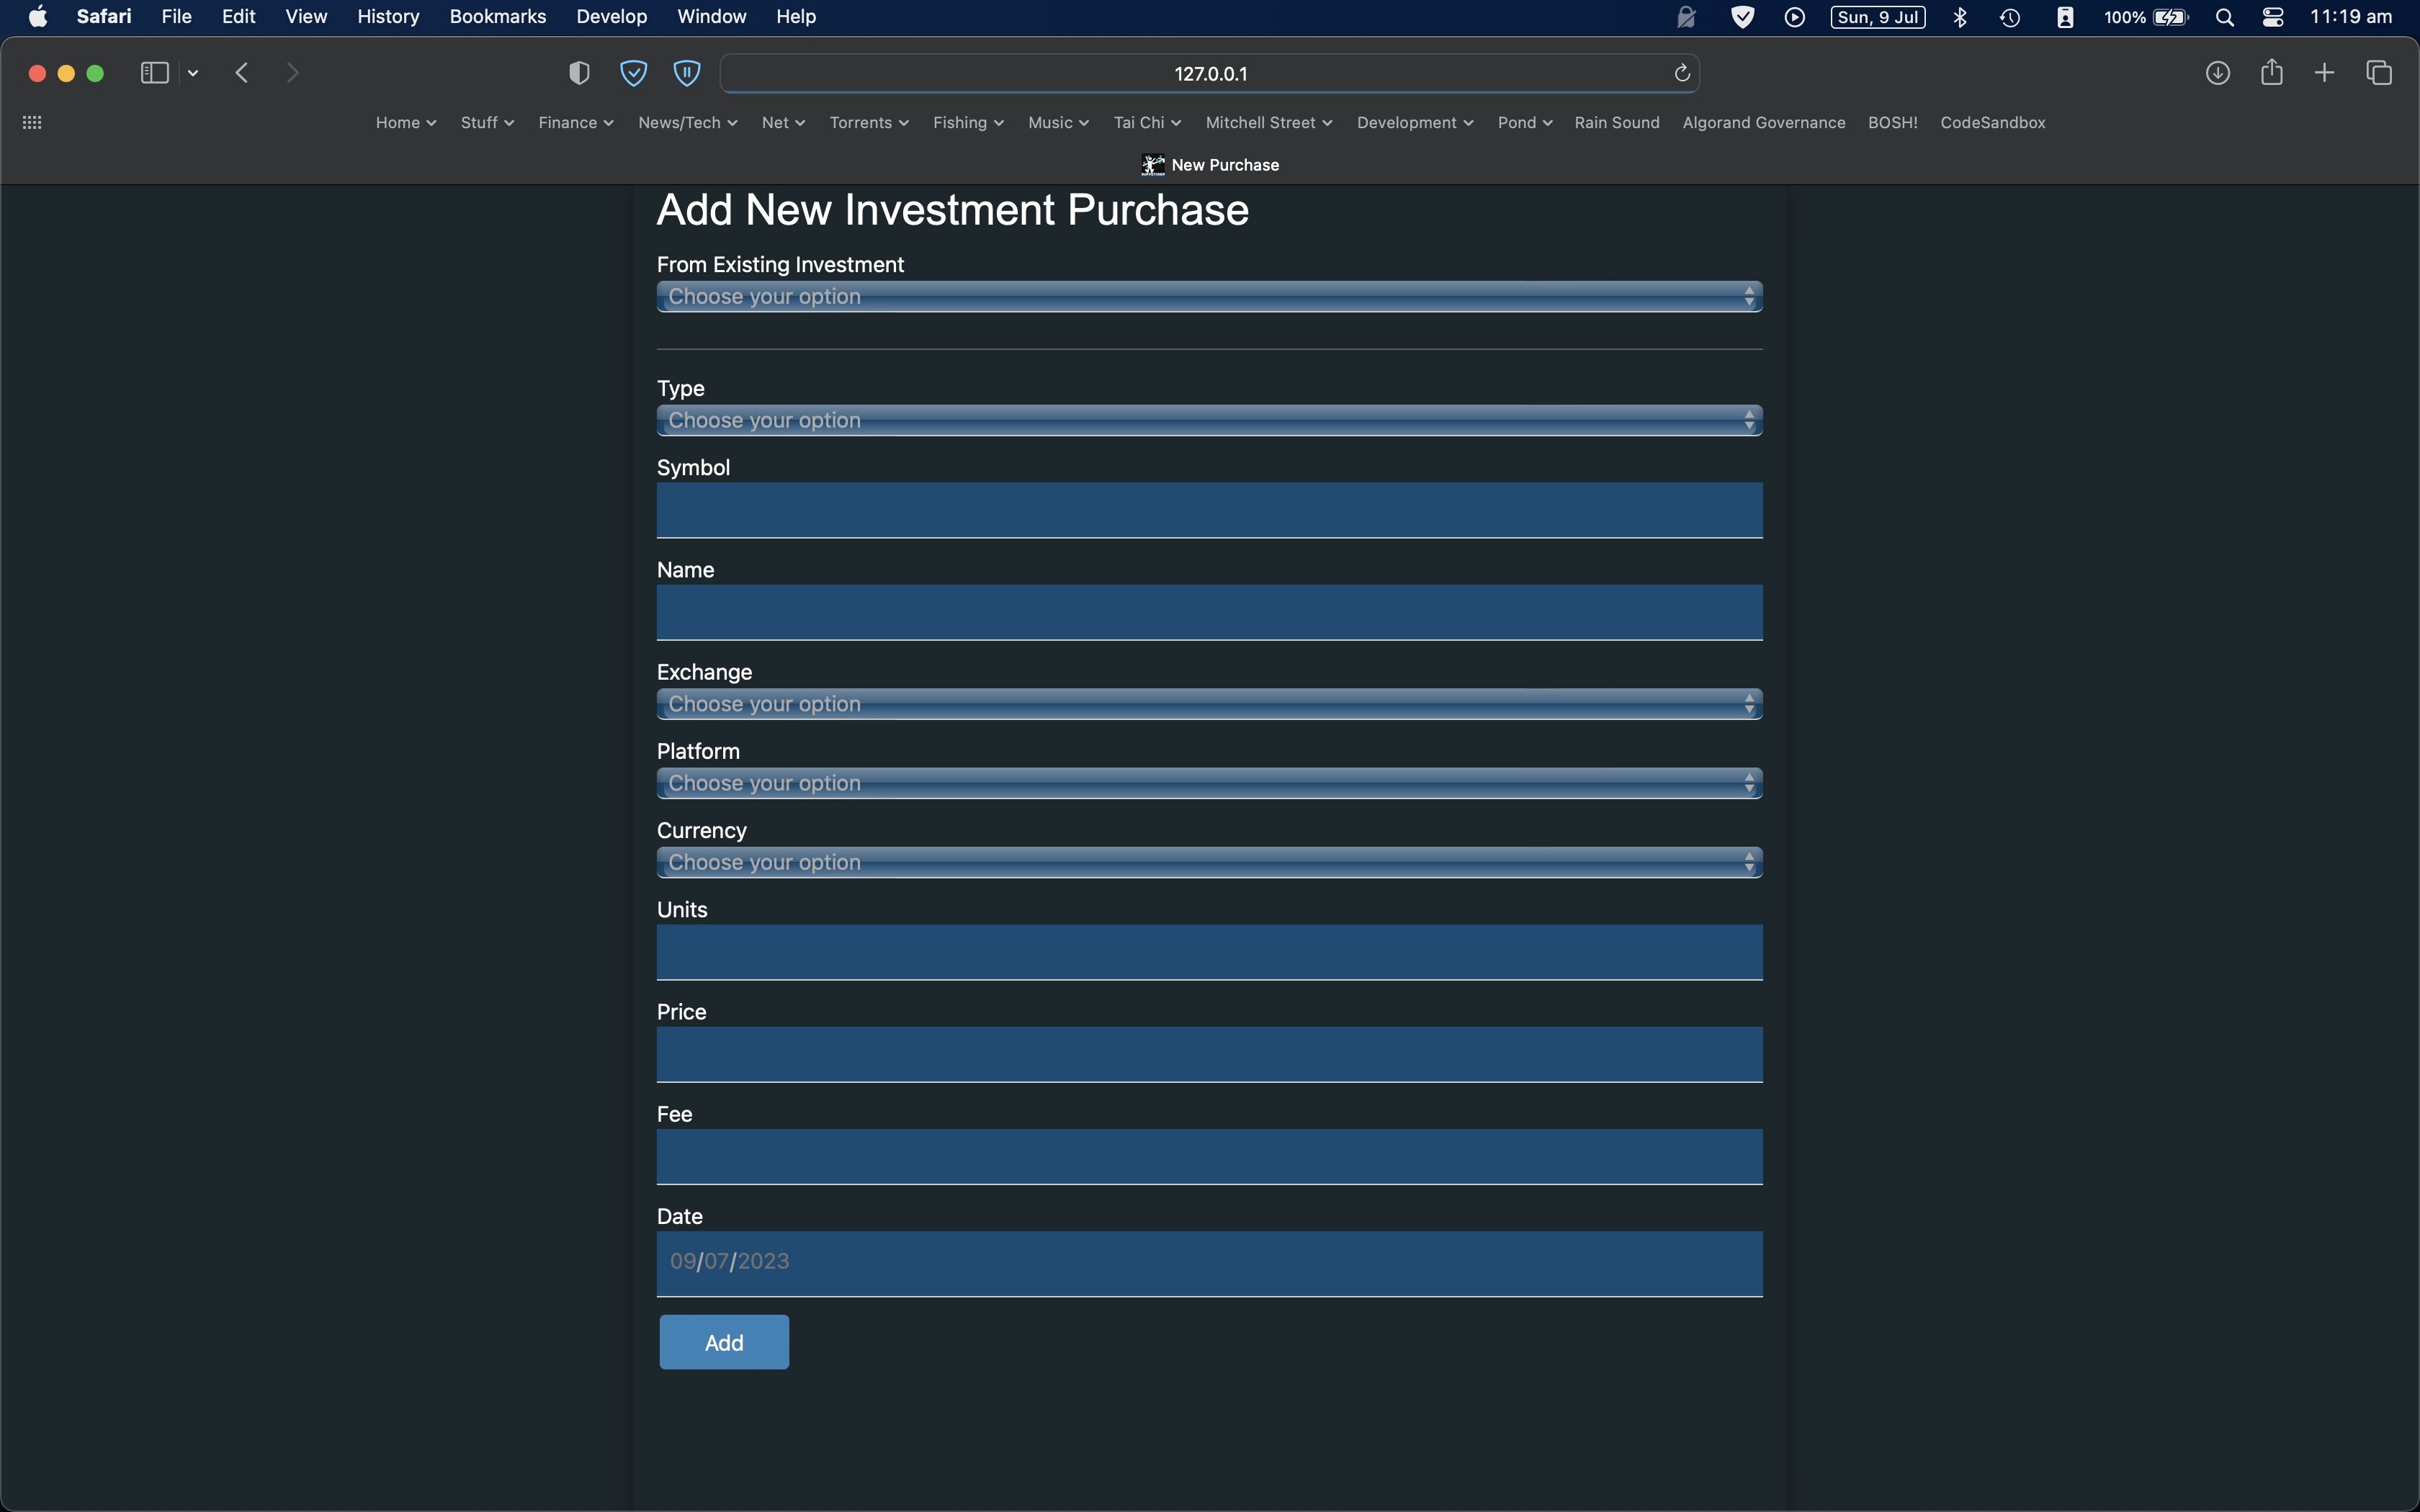 Safari File Edit View History Bookmarks Develop Window Help Sun, 9 Jul 100% 11:19 am
127.0.0.1
Home Stuff Finance News/Tech Net Torrents Fishing Music Tai Chi Mitchell Street Development Pond Rain Sound Algorand Governance BOSH! CodeSandbox
New Purchase
Add New Investment Purchase
From Existing Investment
Choose your option
Type
Choose your option
Symbol
Name
Exchange
Choose your option
Platform
Choose your option
Currency
Choose your option
Units
Price
Fee
Date
09/07/2023
Add